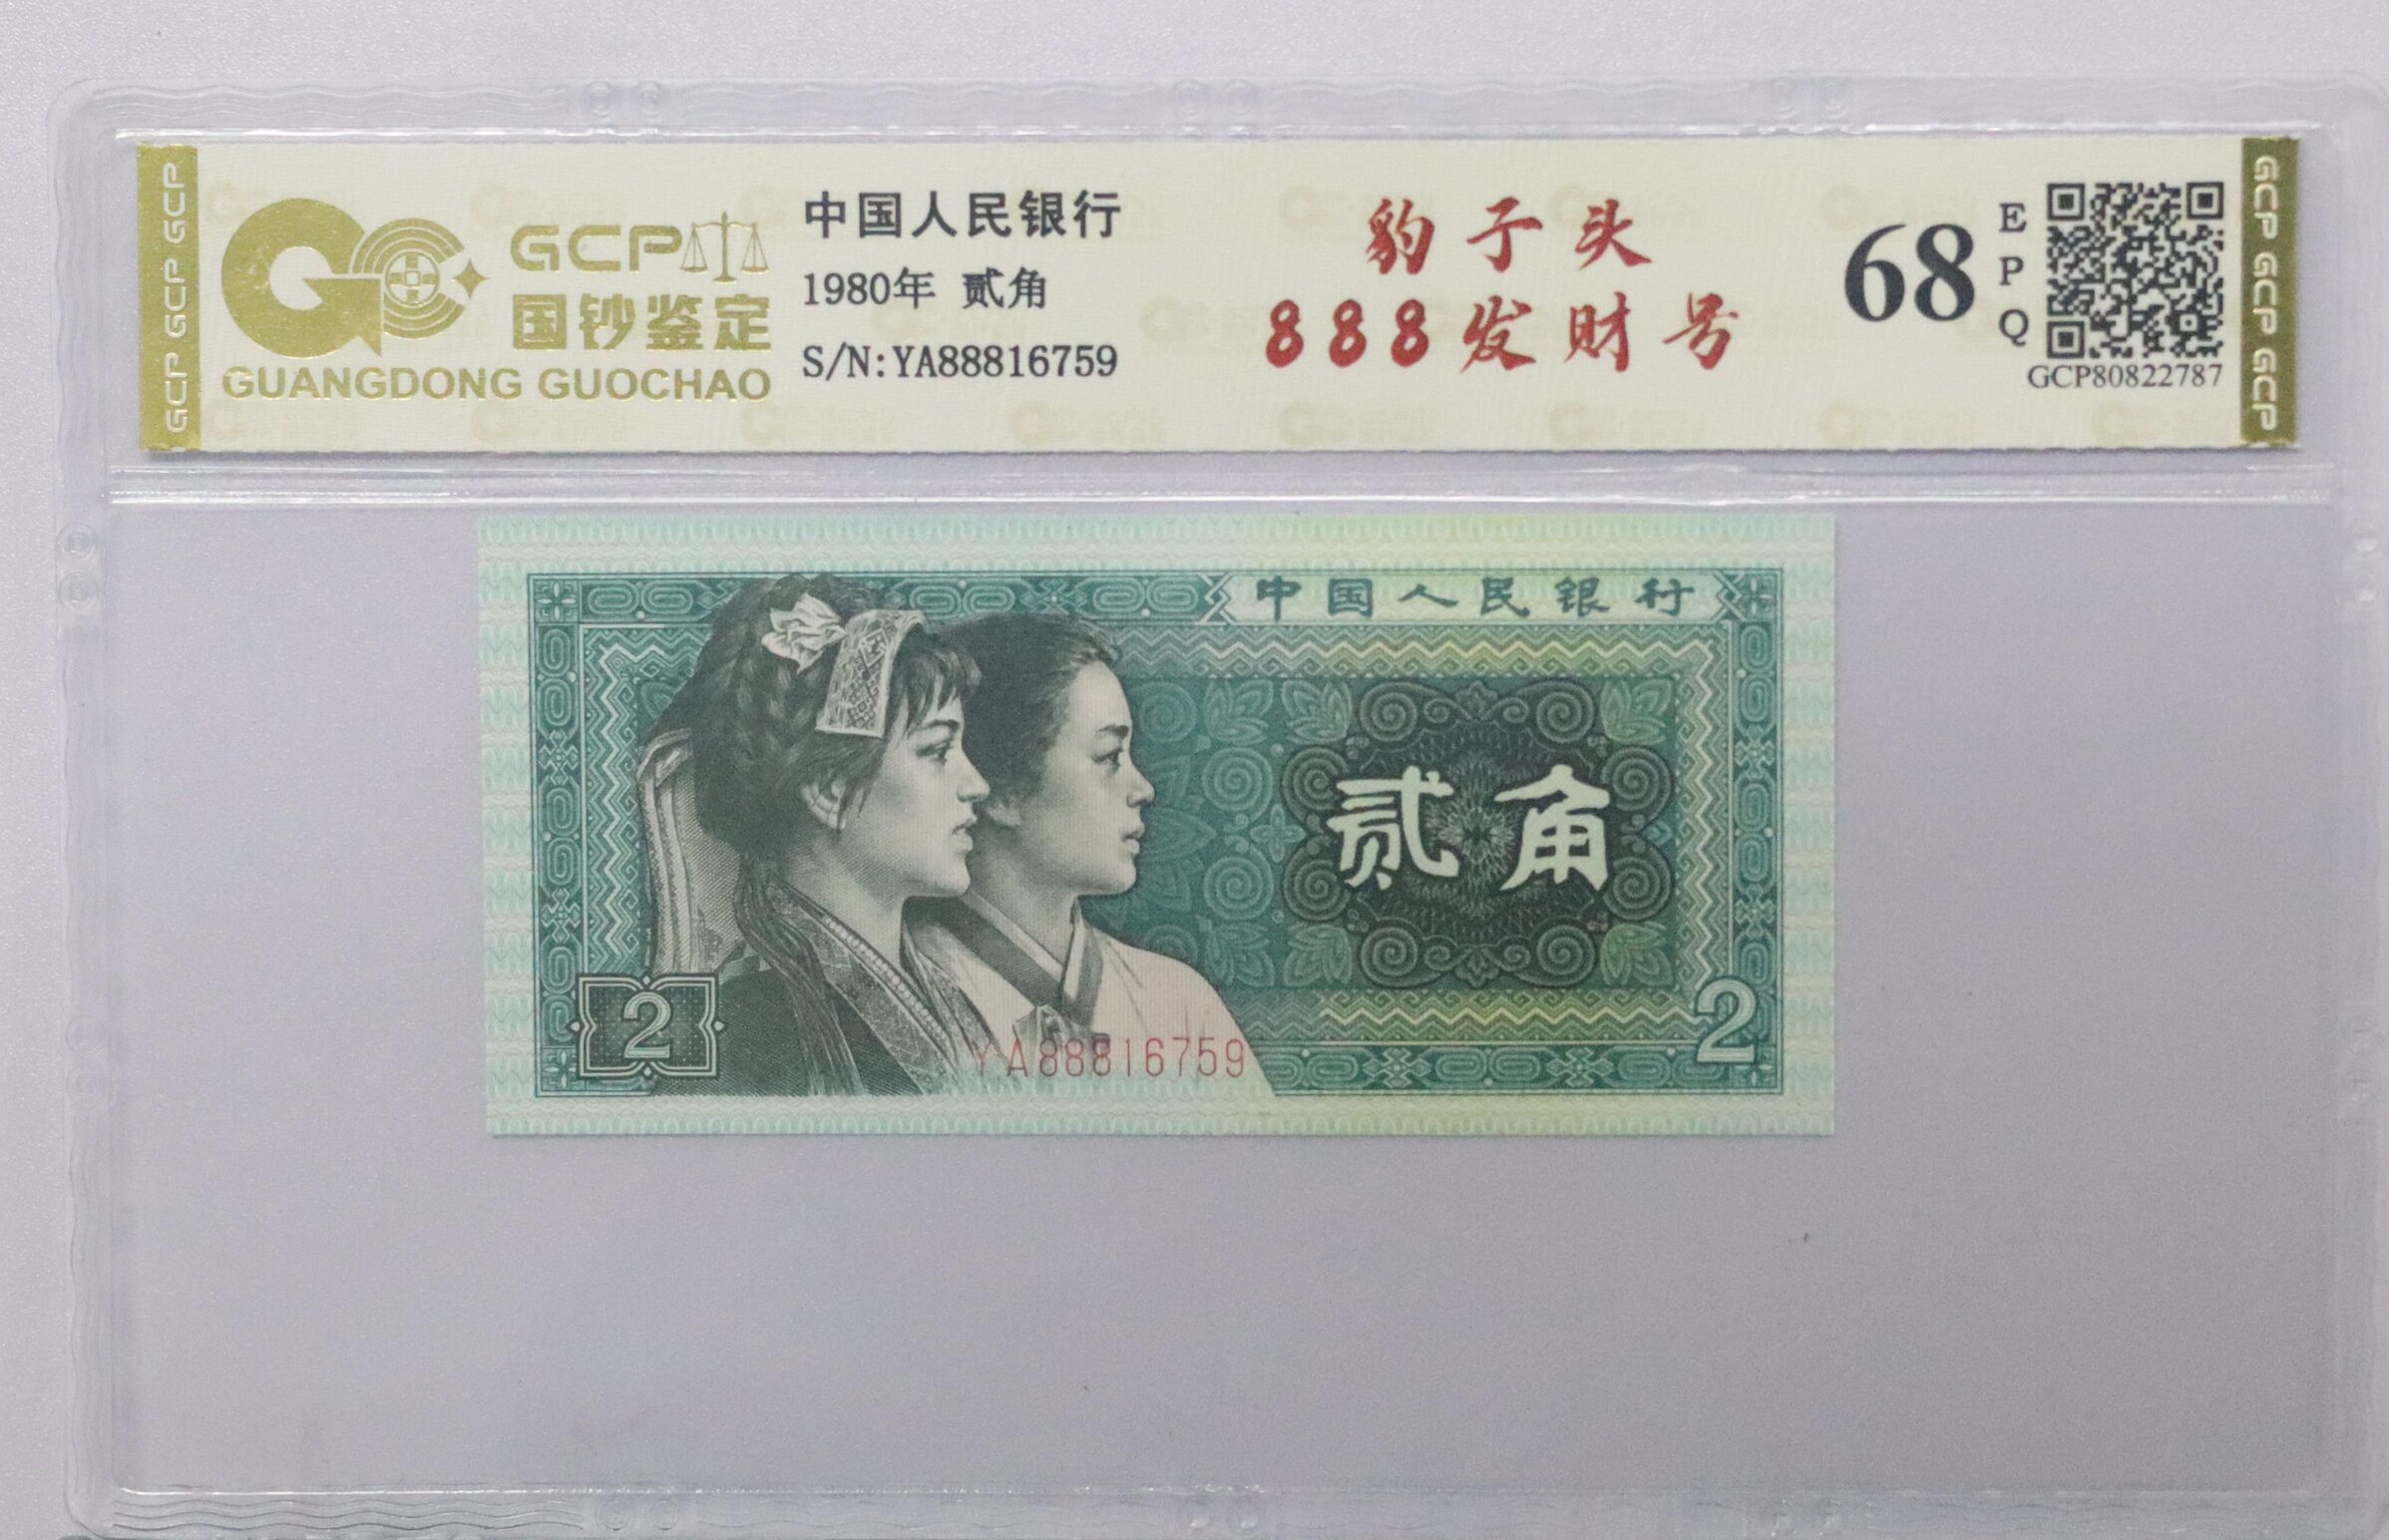 GCP GCP GCP
GCP
国钞鉴定
GUANGDONG GUOCHAO
中国人民银行
1980年 贰角
S/N:YA88816759
豹子头
888发财号
68
EPQ
GCP80822787
GCP GCP GCP
中国人民银行
贰角
2
2
YA88816759